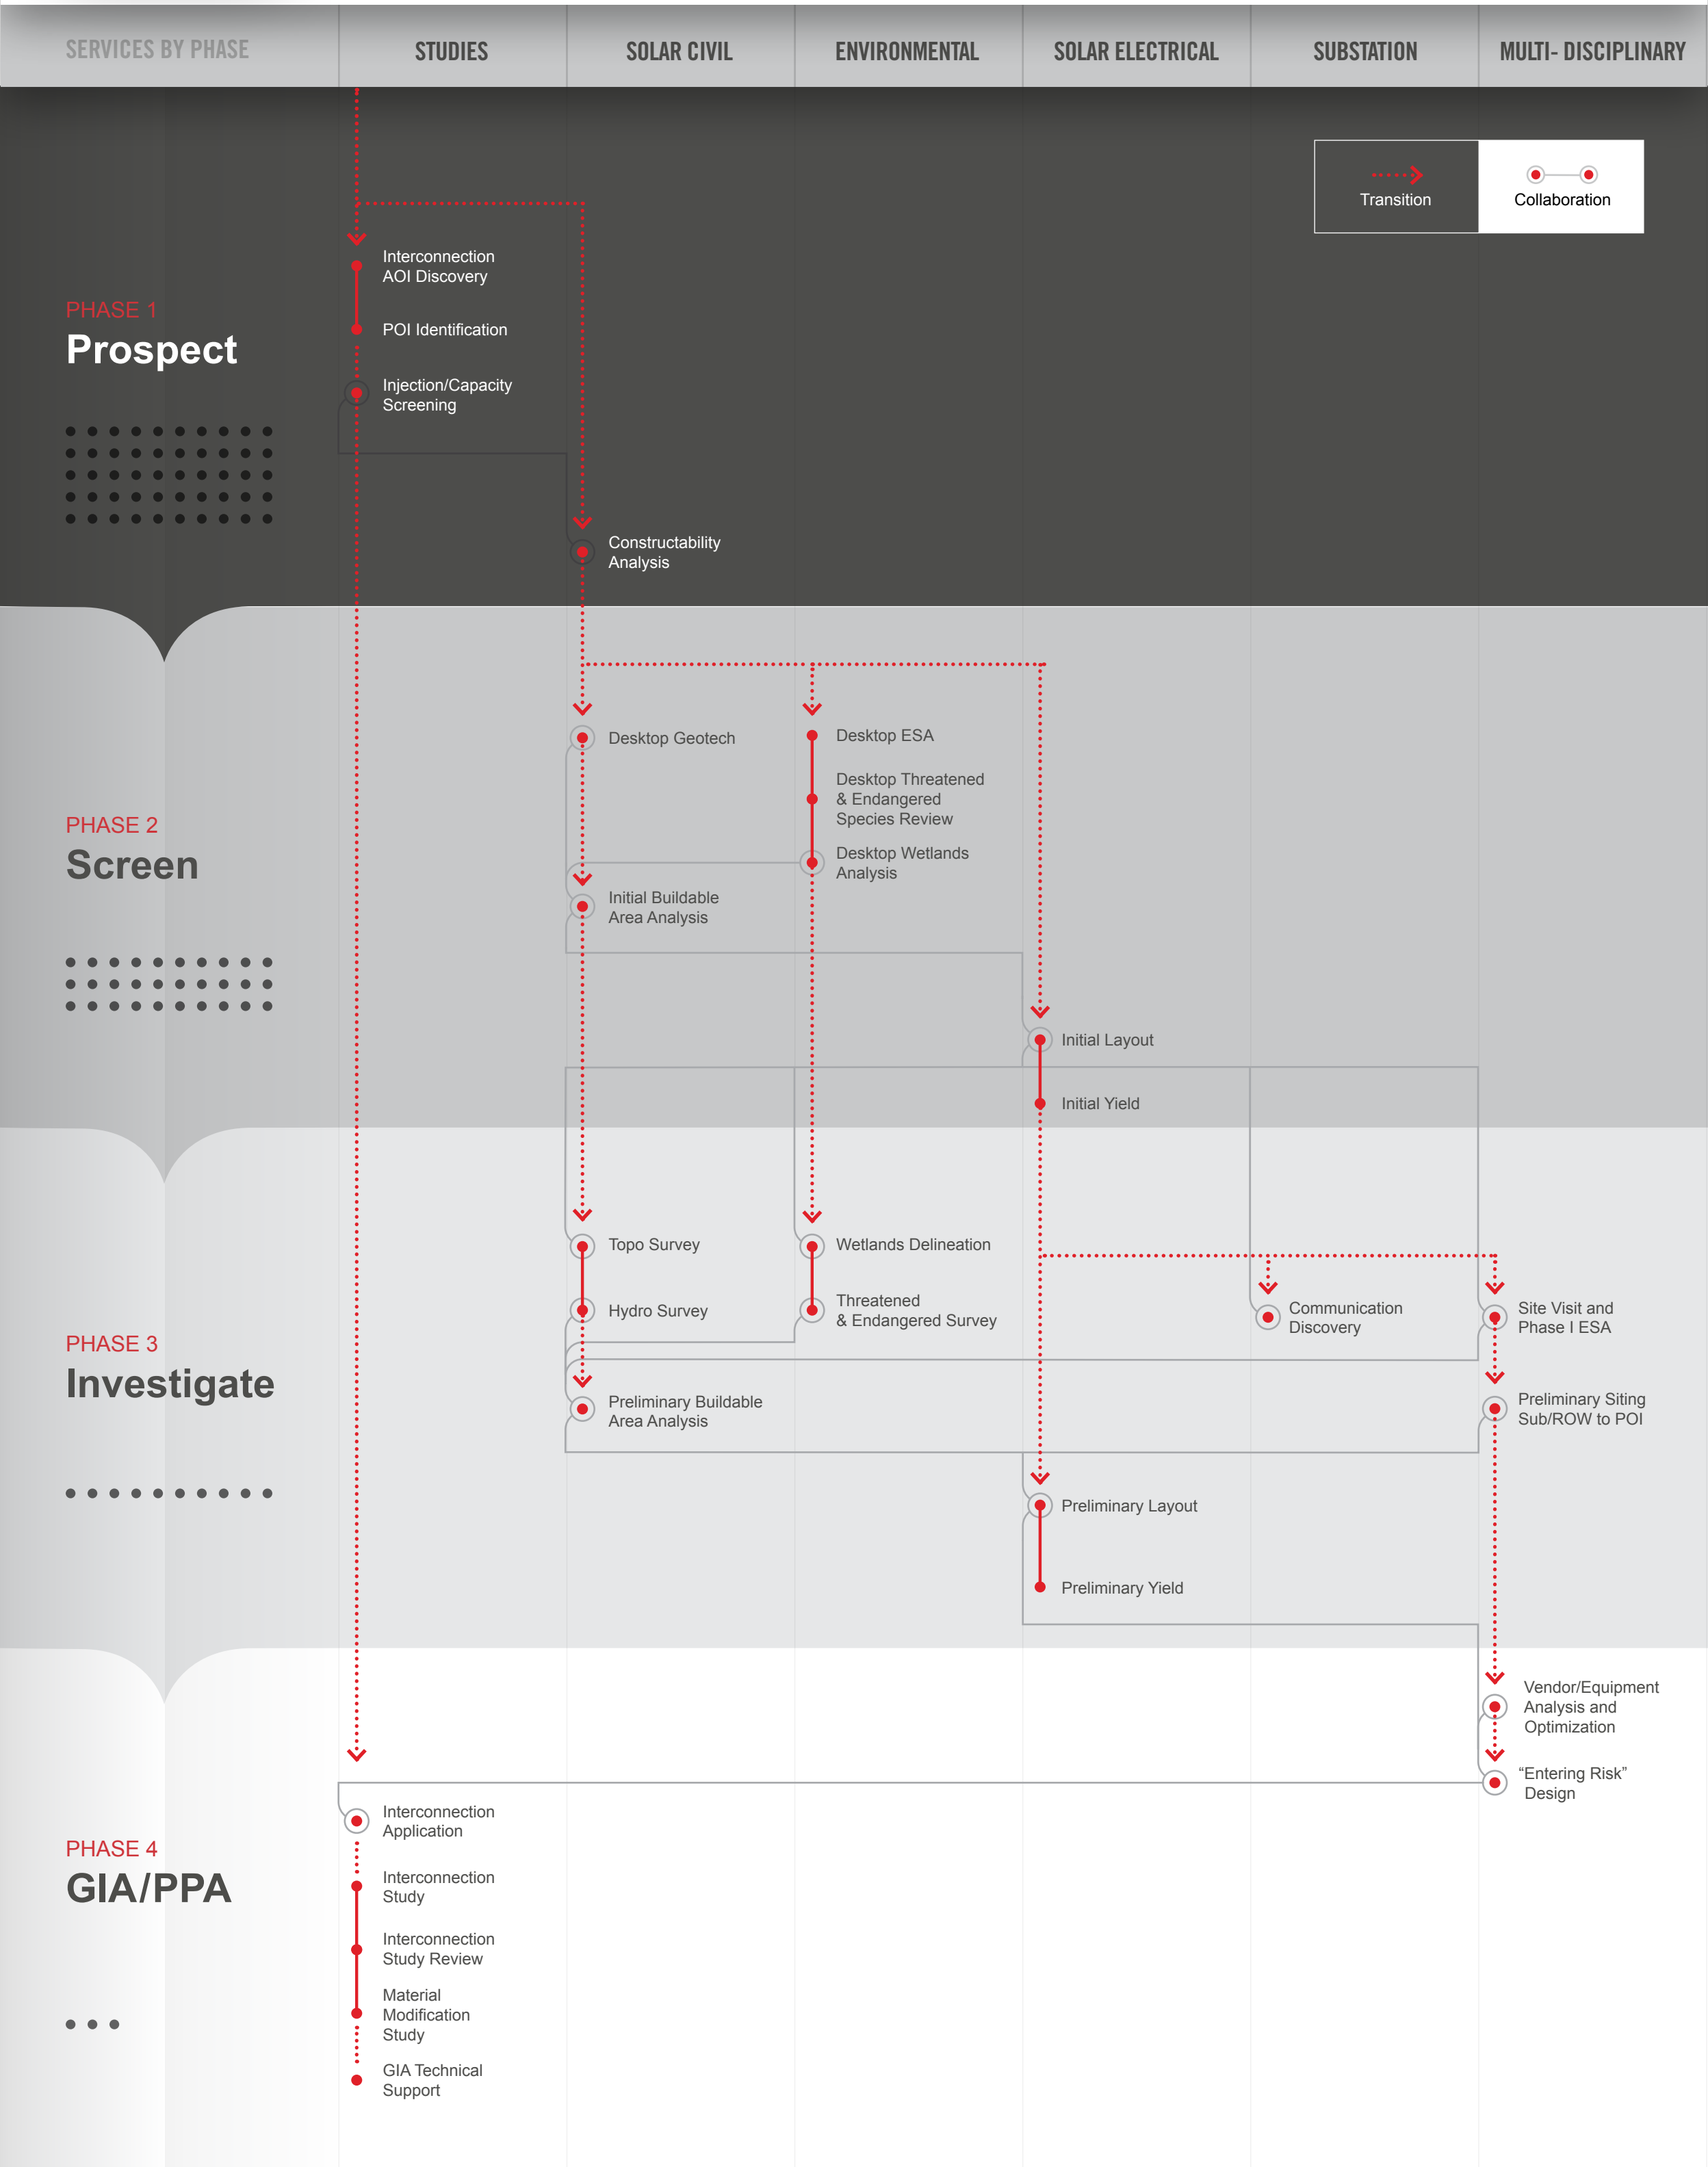 SERVICES BY PHASE
STUDIES
SOLAR CIVIL
ENVIRONMENTAL
SOLAR ELECTRICAL
SUBSTATION
MULTI- DISCIPLINARY
Transition
Collaboration
PHASE 1
Prospect
Interconnection
AOI Discovery
POI Identification
Injection/Capacity
Screening
Constructability
Analysis
PHASE 2
Screen
Desktop Geotech
Initial Buildable
Area Analysis
Desktop ESA
Desktop Threatened
& Endangered
Species Review
Desktop Wetlands
Analysis
Initial Layout
Initial Yield
PHASE 3
Investigate
Topo Survey
Hydro Survey
Preliminary Buildable
Area Analysis
Wetlands Delineation
Threatened
& Endangered Survey
Preliminary Layout
Preliminary Yield
Communication
Discovery
Site Visit and
Phase I ESA
Preliminary Siting
Sub/ROW to POI
PHASE 4
GIA/PPA
Vendor/Equipment
Analysis and
Optimization
“Entering Risk”
Design
Interconnection
Application
Interconnection
Study
Interconnection
Study Review
Material
Modification
Study
GIA Technical
Support